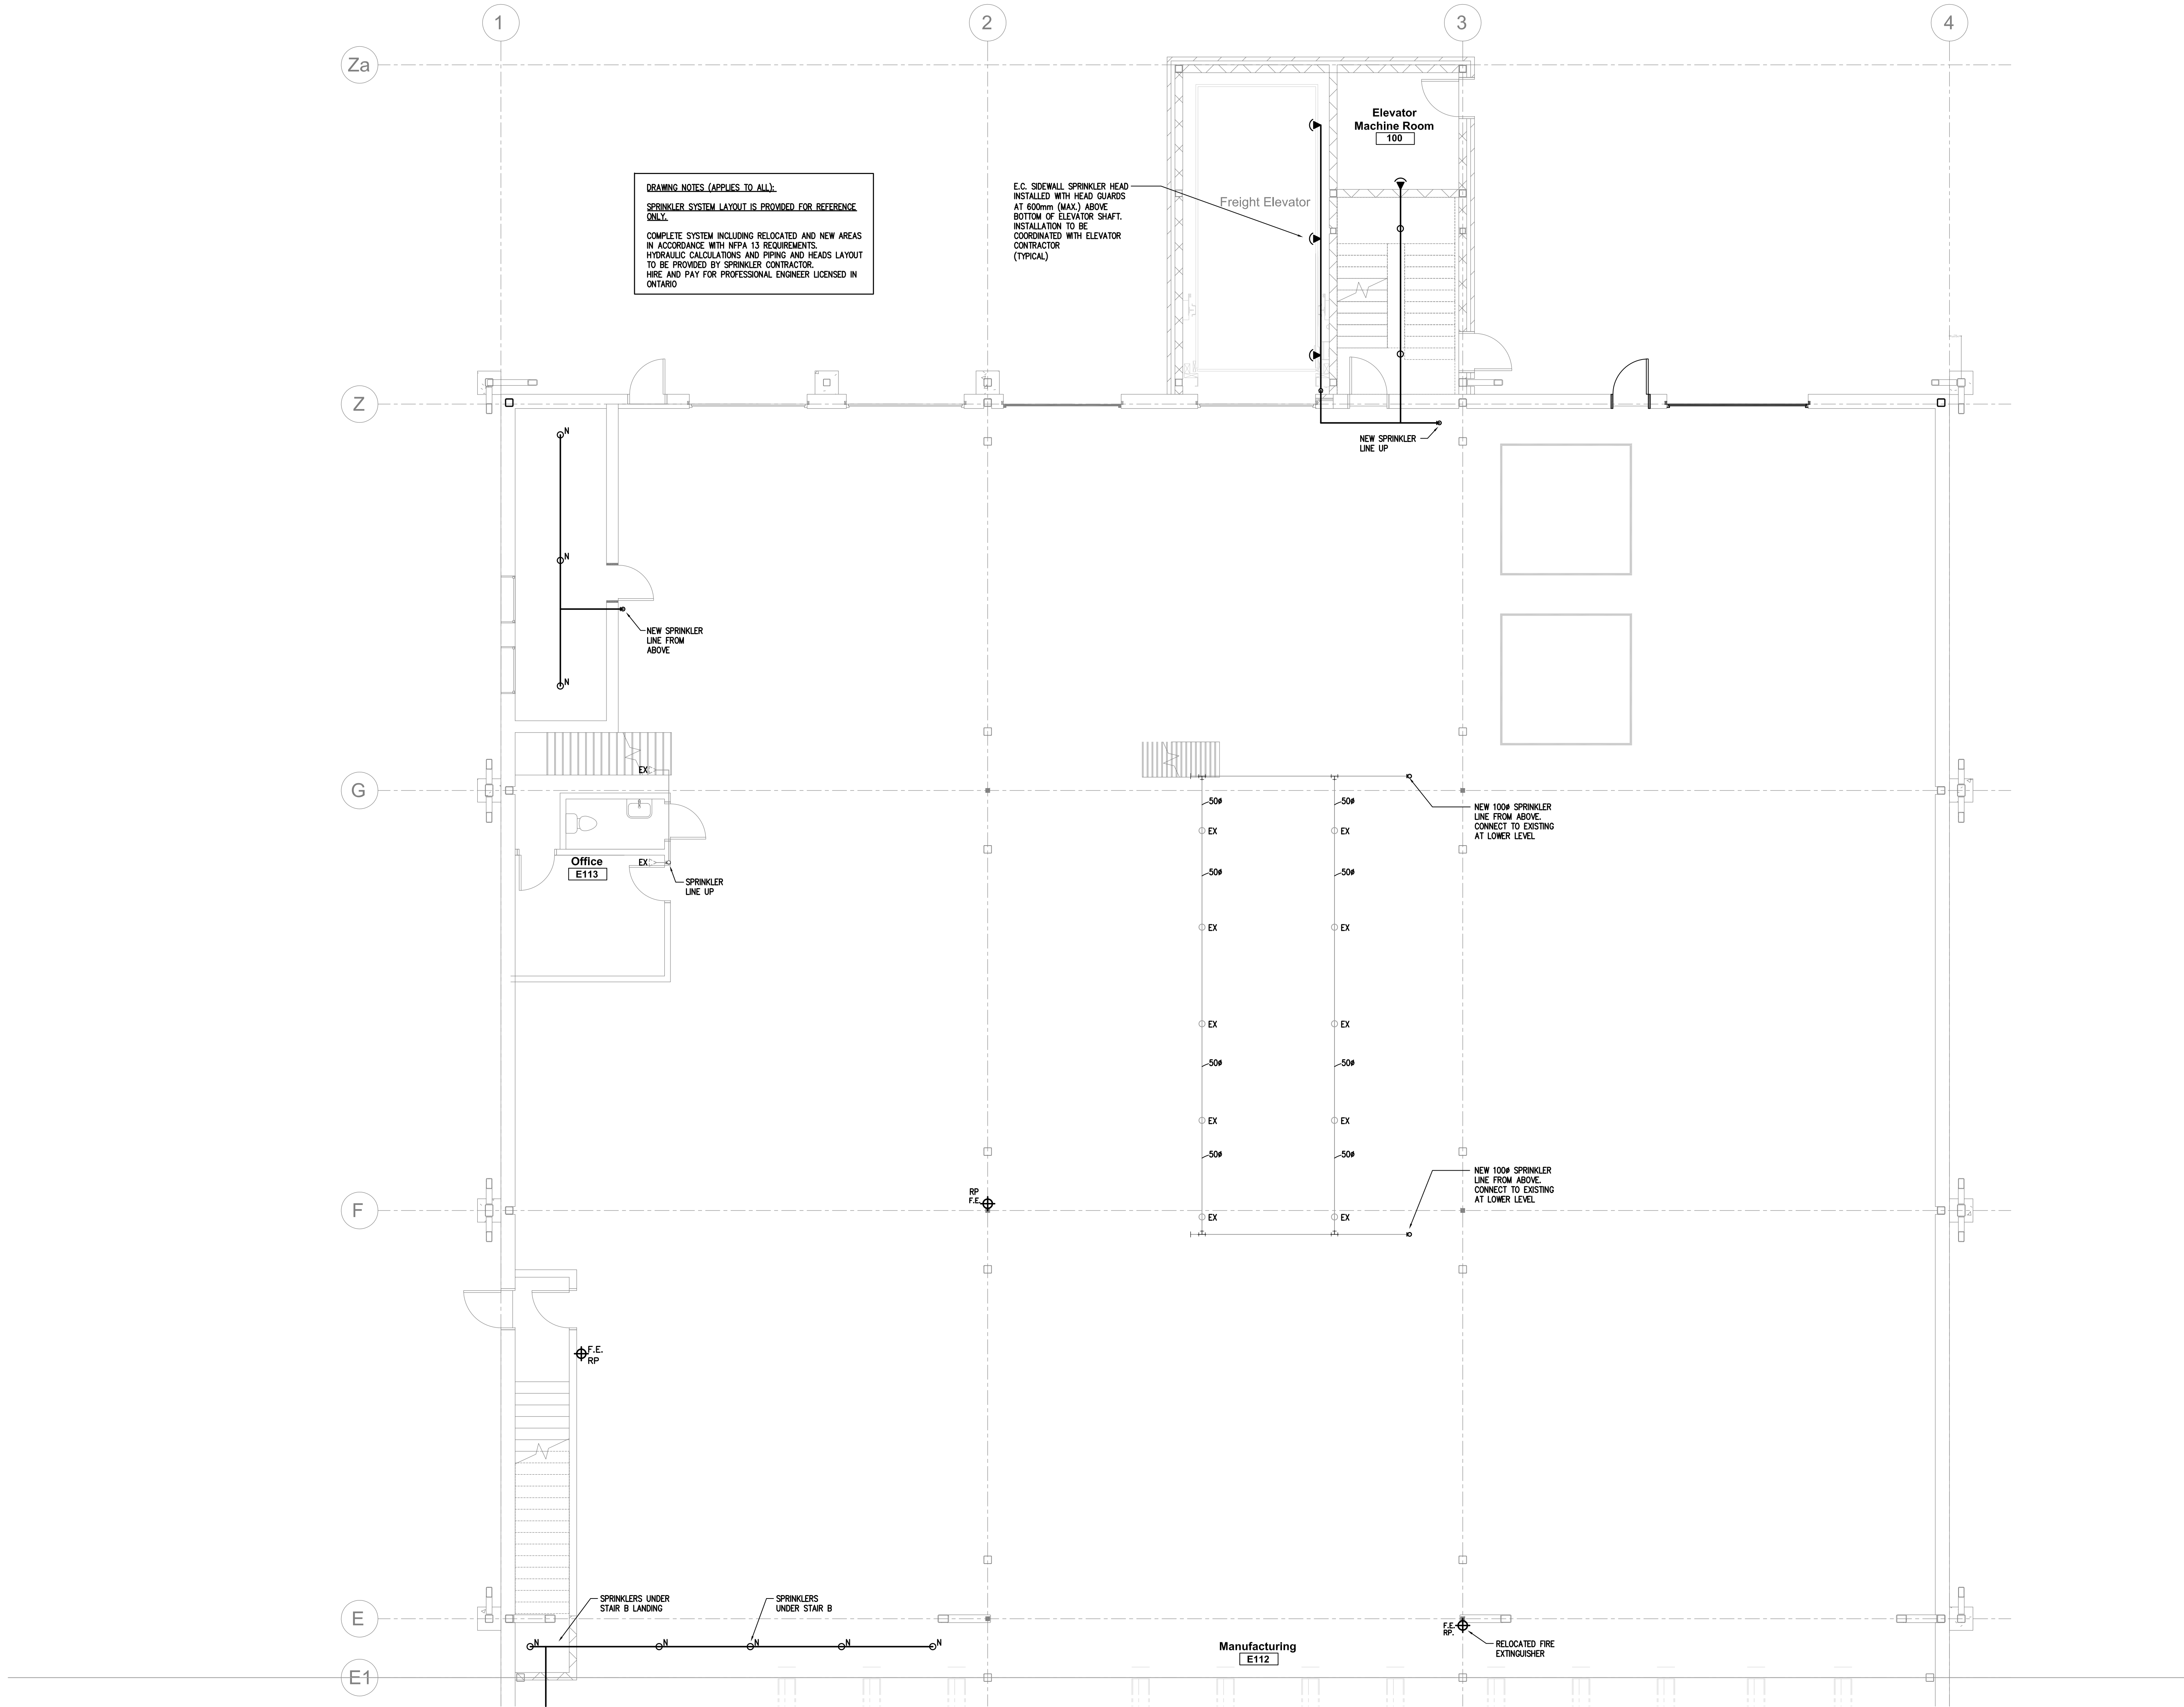 1
2
3
4
Za
Elevator
Machine Room
100
DRAWING NOTES (APPLIES TO ALL):
SPRINKLER SYSTEM LAYOUT IS PROVIDED FOR REFERENCE
ONLY.
COMPLETE SYSTEM INCLUDING RELOCATED AND NEW AREAS
IN ACCORDANCE WITH NFPA 13 REQUIREMENTS.
HYDRAULIC CALCULATIONS AND PIPING AND HEADS LAYOUT
TO BE PROVIDED BY SPRINKLER CONTRACTOR.
HIRE AND PAY FOR PROFESSIONAL ENGINEER LICENSED IN
ONTARIO
E.C. SIDEWALL SPRINKLER HEAD
INSTALLED WITH HEAD GUARDS
AT 600mm (MAX.) ABOVE
BOTTOM OF ELEVATOR SHAFT.
INSTALLATION TO BE
COORDINATED WITH ELEVATOR
CONTRACTOR
(TYPICAL)
Freight Elevator
Z
N
NEW SPRINKLER
LINE UP
N
NEW SPRINKLER
LINE FROM
ABOVE
N
EX
G
50ø
50ø
NEW 100ø SPRINKLER
LINE FROM ABOVE.
CONNECT TO EXISTING
AT LOWER LEVEL
EX
EX
Office
E113
EX
SPRINKLER
LINE UP
50ø
50ø
EX
EX
EX
EX
50ø
50ø
EX
EX
50ø
50ø
NEW 100ø SPRINKLER
LINE FROM ABOVE.
CONNECT TO EXISTING
AT LOWER LEVEL
RP
F.E.
F
EX
EX
F.E.
RP
SPRINKLERS UNDER
STAIR B LANDING
SPRINKLERS
UNDER STAIR B
E
F.E.
RP.
N
N
N
N
N
Manufacturing
E112
RELOCATED FIRE
EXTINGUISHER
E1